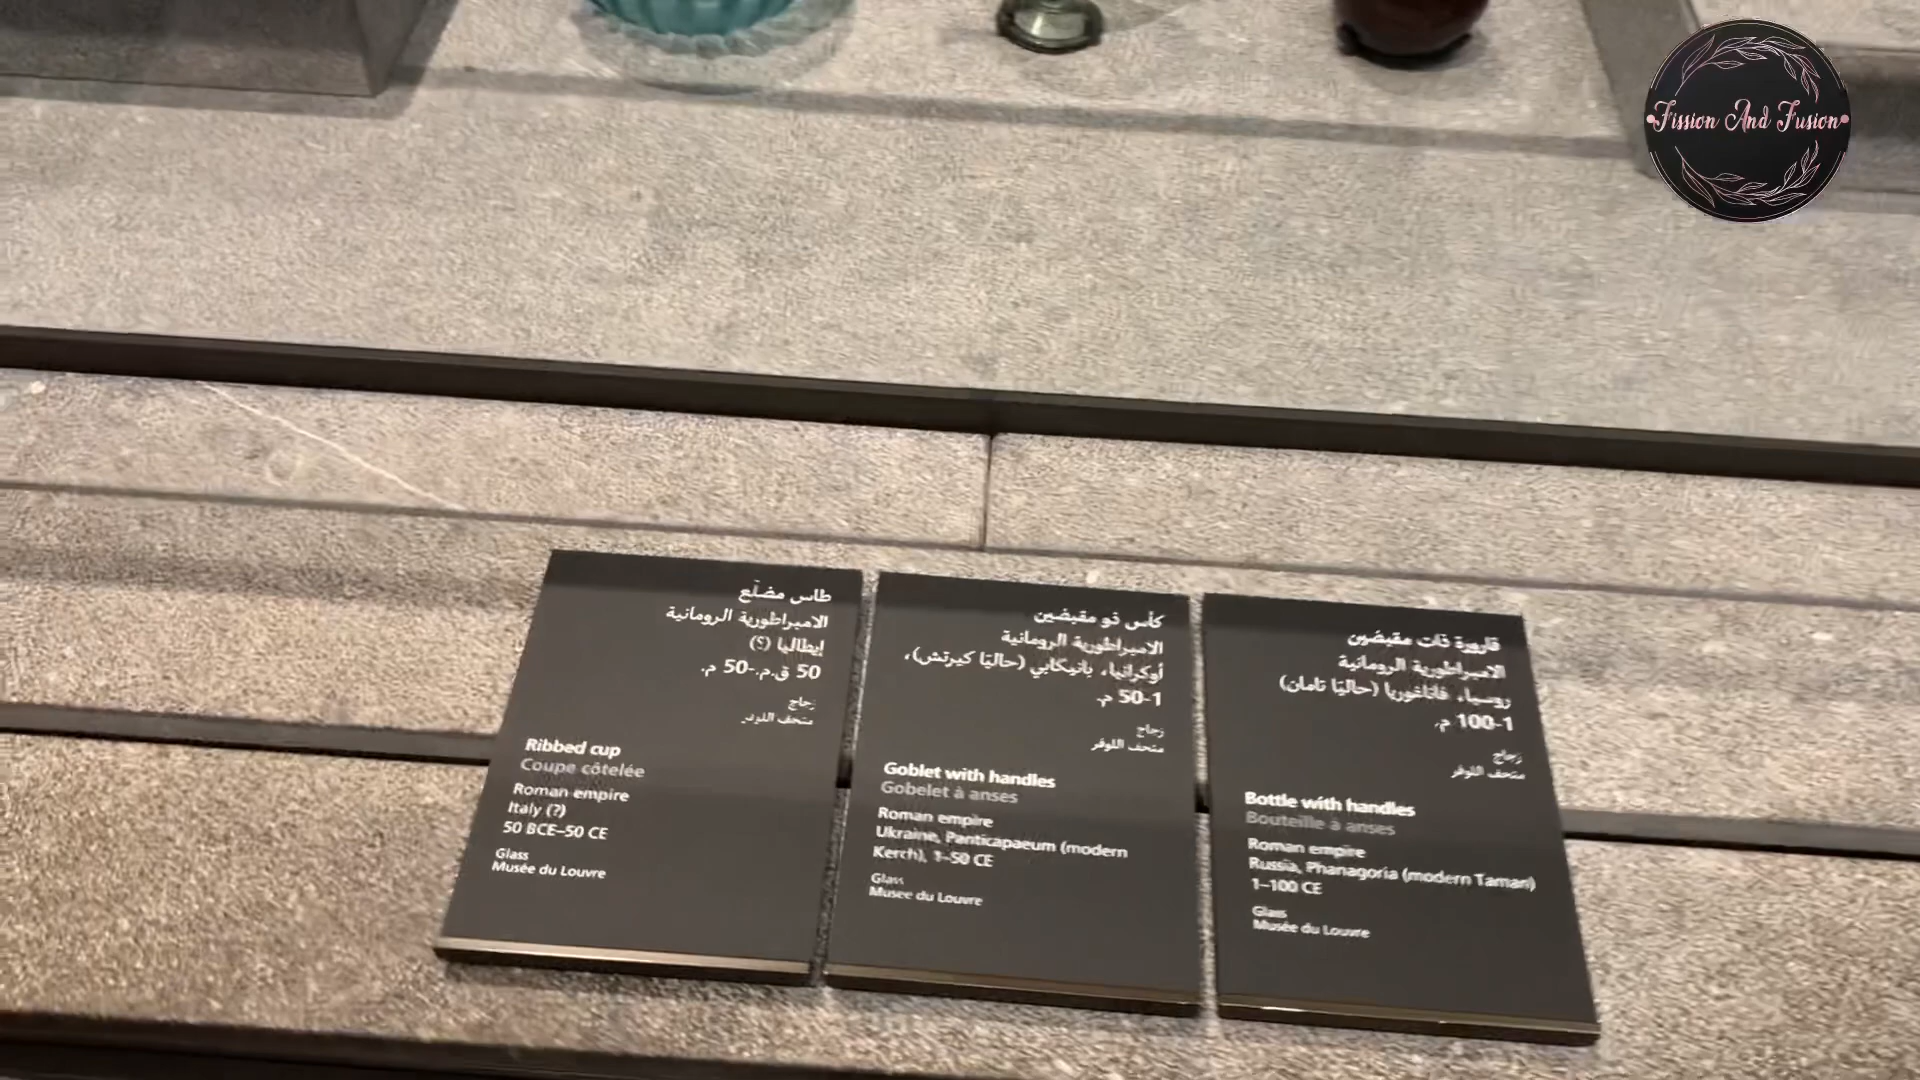 Fission And Fusion
طاس مضلّع
الامبراطورية الرومانية
إيطاليا (؟)
50 ق.م.-50 م.
زجاج
متحف اللوفر
Ribbed cup
Coupe côtelée
Roman empire
Italy (?)
50 BCE–50 CE
Glass
Musée du Louvre
كأس ذو مقبضين
الامبراطورية الرومانية
أوكرانيا، بانيكابي (حاليًا كيرتش)،
1-50 م.
زجاج
متحف اللوفر
Goblet with handles
Gobelet à anses
Roman empire
Ukraine, Panticapaeum (modern
Kerch), 1–50 CE
Glass
Musée du Louvre
قارورة ذات مقبضين
الامبراطورية الرومانية
روسيا، فاناغوريا (حاليًا تامان)
1-100 م.
زجاج
متحف اللوفر
Bottle with handles
Bouteille à anses
Roman empire
Russia, Phanagoria (modern Taman)
1–100 CE
Glass
Musée du Louvre